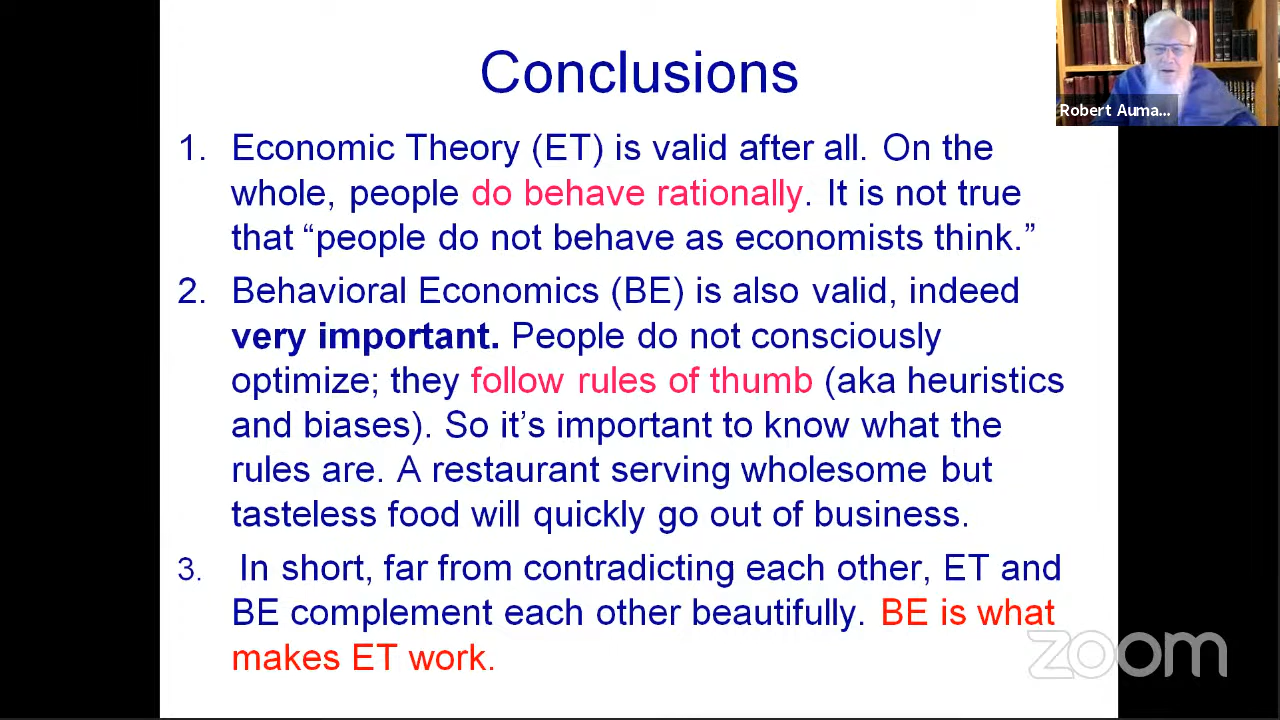 Conclusions
Robert Auma...
1. Economic Theory (ET) is valid after all. On the
whole, people do behave rationally. It is not true
that “people do not behave as economists think.”
2. Behavioral Economics (BE) is also valid, indeed
very important. People do not consciously
optimize; they follow rules of thumb (aka heuristics
and biases). So it’s important to know what the
rules are. A restaurant serving wholesome but
tasteless food will quickly go out of business.
3. In short, far from contradicting each other, ET and
BE complement each other beautifully. BE is what
makes ET work.
zoom